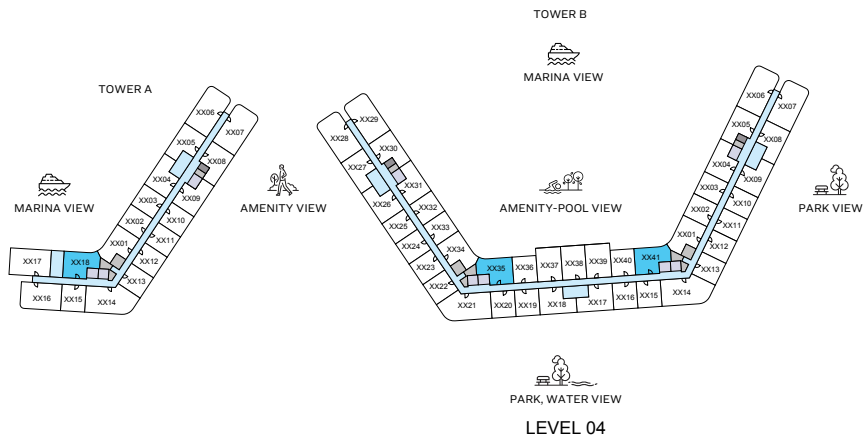 TOWER B
MARINA VIEW
TOWER A
MARINA VIEW
AMENITY VIEW
AMENITY-POOL VIEW
PARK VIEW
XX06
XX07
XX05
XX08
XX04
XX09
XX03
XX10
XX02
XX11
XX01
XX12
XX17
XX18
XX13
XX16
XX15
XX14
XX29
XX28
XX30
XX27
XX31
XX26
XX32
XX25
XX33
XX24
XX34
XX23
XX22
XX35
XX36
XX37
XX38
XX39
XX40
XX41
XX21
XX20
XX19
XX18
XX17
XX16
XX15
XX14
XX06
XX07
XX05
XX08
XX04
XX09
XX03
XX10
XX02
XX11
XX01
XX12
XX13
PARK, WATER VIEW
LEVEL 04